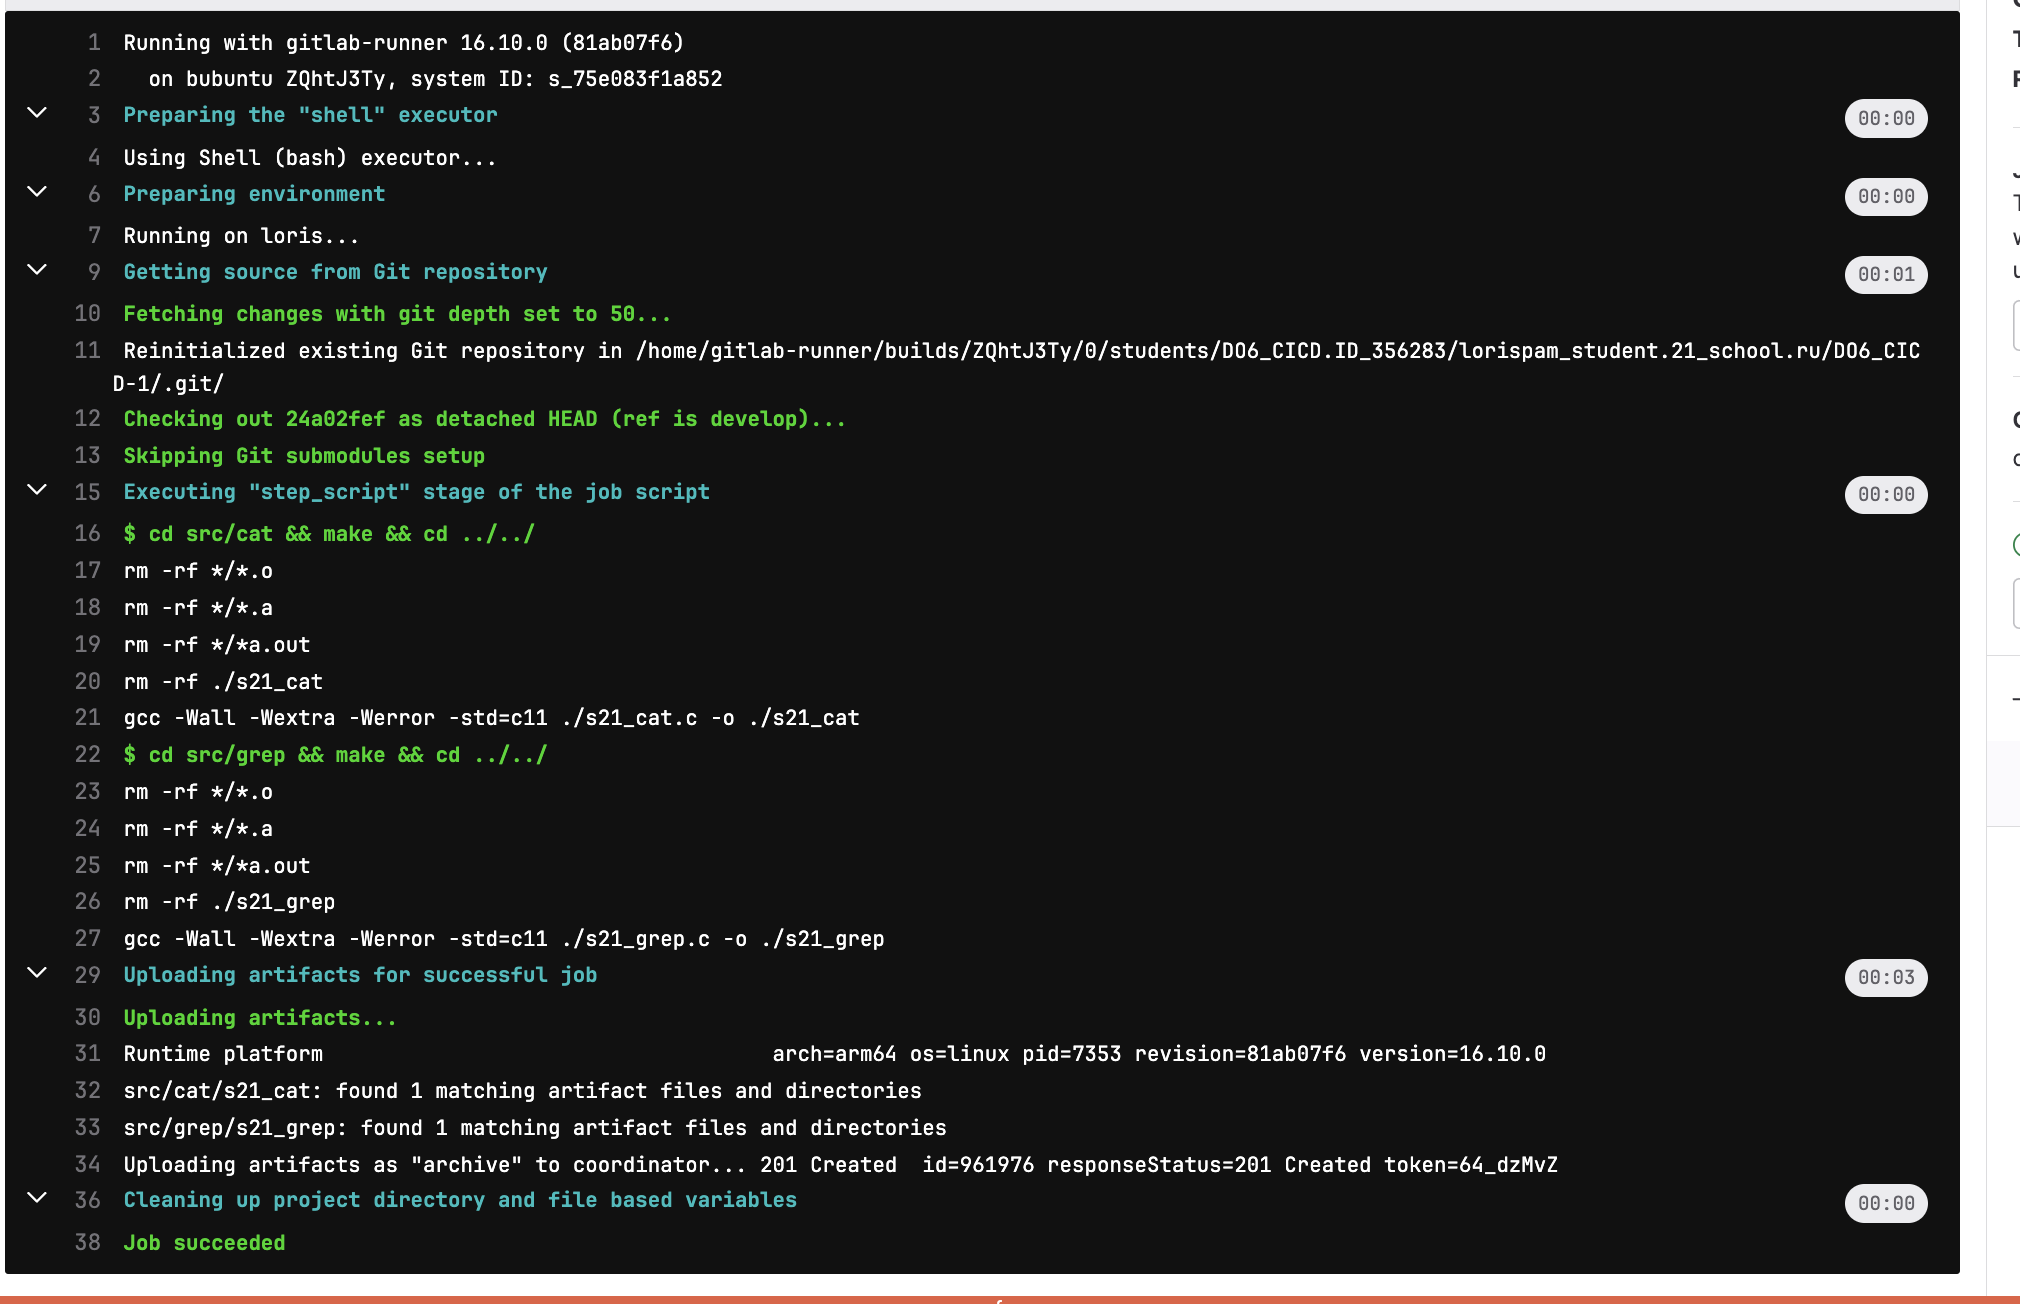 1 Running with gitlab-runner 16.10.0 (81ab07f6)
2 on bubuntu ZQhtJ3Ty, system ID: s_75e083f1a852
3 Preparing the "shell" executor 00:00
4 Using Shell (bash) executor...
6 Preparing environment 00:00
7 Running on loris...
9 Getting source from Git repository 00:01
10 Fetching changes with git depth set to 50...
11 Reinitialized existing Git repository in /home/gitlab-runner/builds/ZQhtJ3Ty/0/students/DO6_CICD.ID_356283/lorispam_student.21_school.ru/DO6_CIC
D-1/.git/
12 Checking out 24a02fef as detached HEAD (ref is develop)...
13 Skipping Git submodules setup
15 Executing "step_script" stage of the job script 00:00
16 $ cd src/cat && make && cd ../../
17 rm -rf */*.o
18 rm -rf */*.a
19 rm -rf */*a.out
20 rm -rf ./s21_cat
21 gcc -Wall -Wextra -Werror -std=c11 ./s21_cat.c -o ./s21_cat
22 $ cd src/grep && make && cd ../../
23 rm -rf */*.o
24 rm -rf */*.a
25 rm -rf */*a.out
26 rm -rf ./s21_grep
27 gcc -Wall -Wextra -Werror -std=c11 ./s21_grep.c -o ./s21_grep
29 Uploading artifacts for successful job 00:03
30 Uploading artifacts...
31 Runtime platform arch=arm64 os=linux pid=7353 revision=81ab07f6 version=16.10.0
32 src/cat/s21_cat: found 1 matching artifact files and directories
33 src/grep/s21_grep: found 1 matching artifact files and directories
34 Uploading artifacts as "archive" to coordinator... 201 Created id=961976 responseStatus=201 Created token=64_dzMvZ
36 Cleaning up project directory and file based variables 00:00
38 Job succeeded